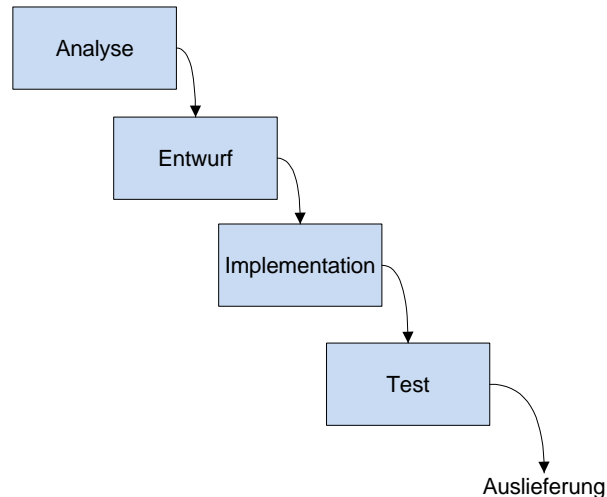 Analyse
Entwurf
Implementation
Test
Auslieferung